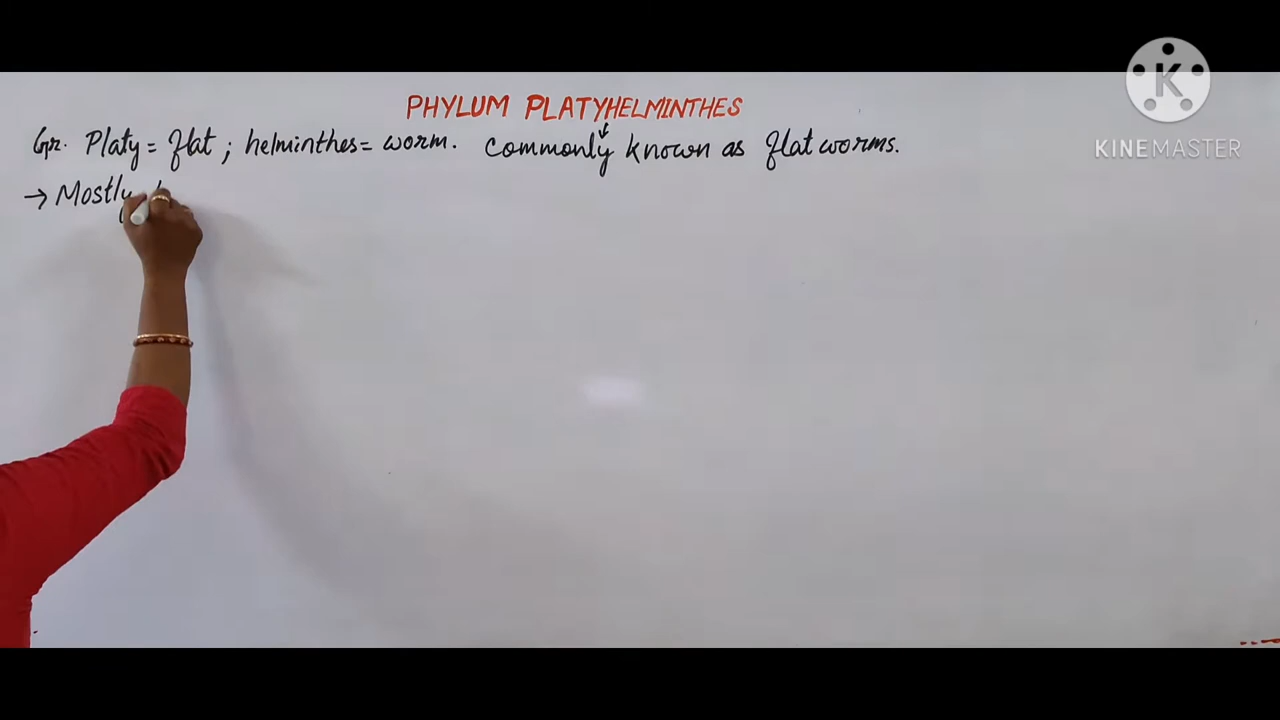 PHYLUM PLATYHELMINTHES
Gr. Platy = flat ; helminthes = worm. commonly known as flat worms.
→ Mostly
K
KINEMASTER